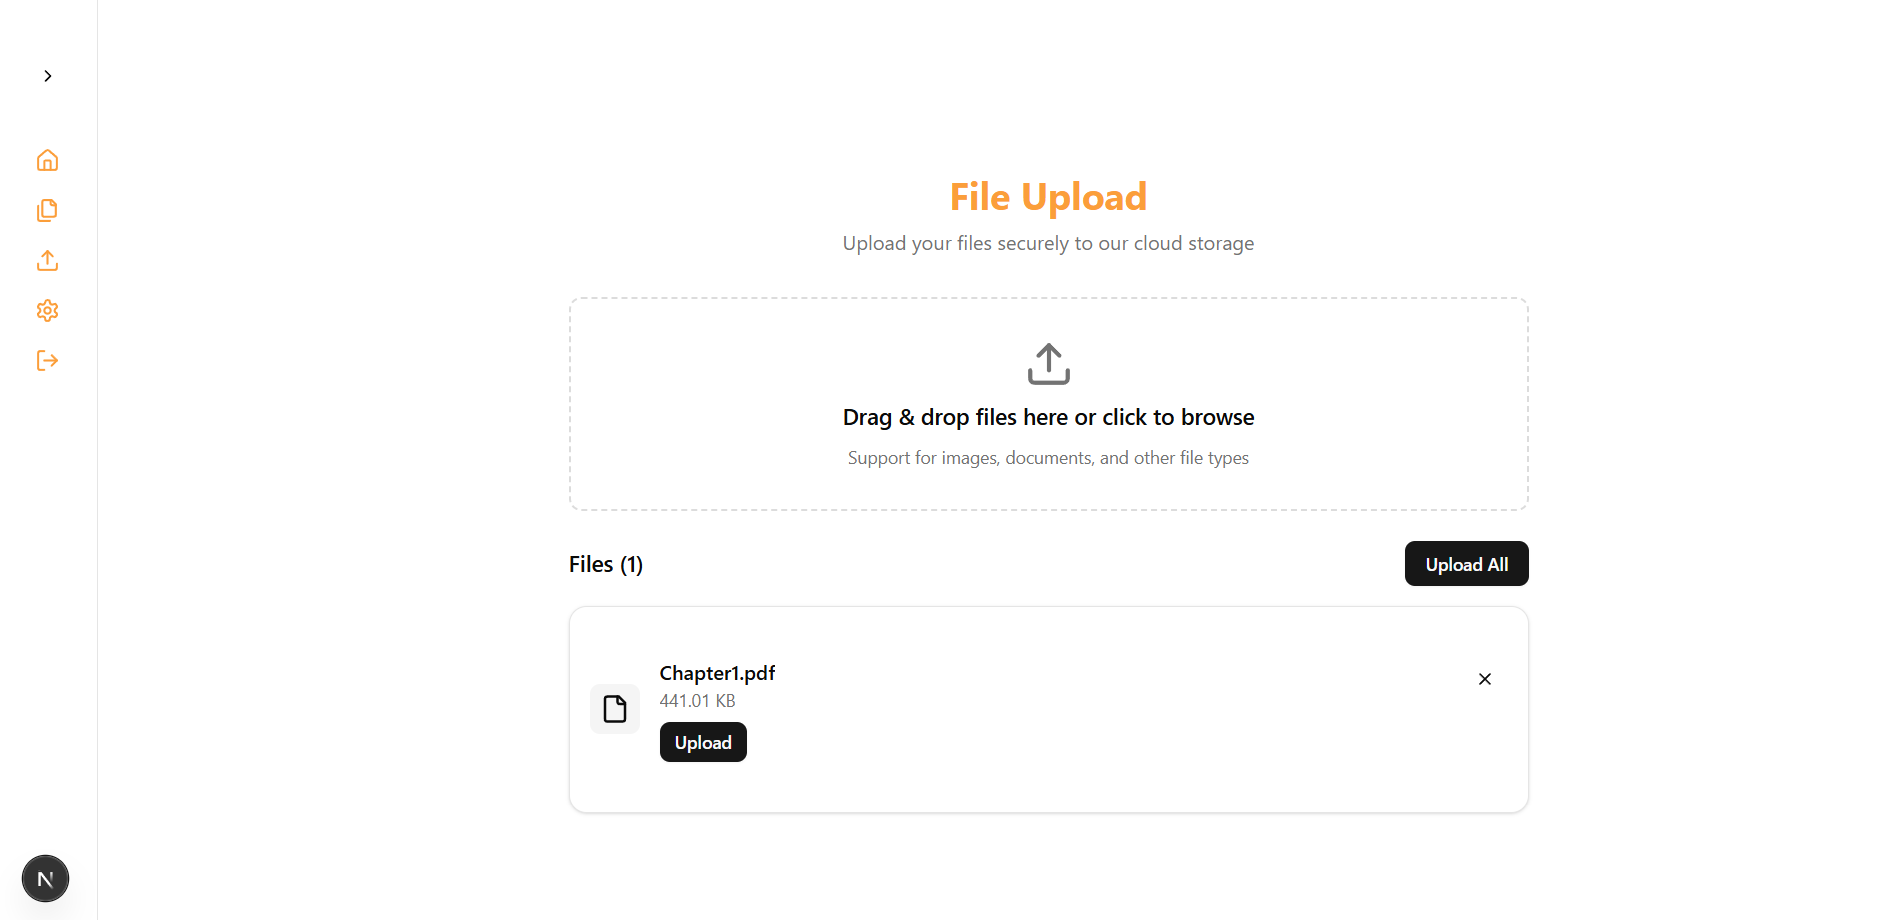 File Upload
Upload your files securely to our cloud storage
Drag & drop files here or click to browse
Support for images, documents, and other file types
Files (1)
Upload All
Chapter1.pdf
441.01 KB
Upload
N